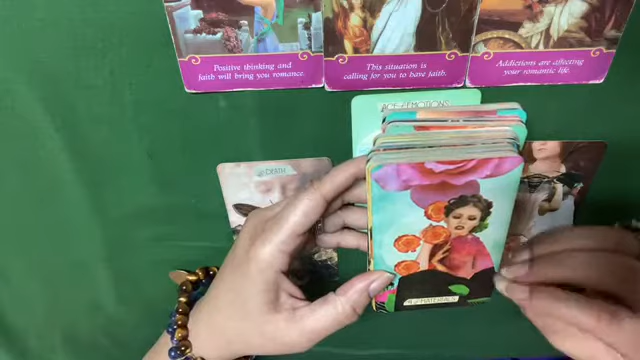 Positive thinking and
faith will bring you romance.
This situation is
calling for you to have faith.
Addictions are affecting
your romantic life.
ACE of EMOTIONS
DEATH
of MATERIALS